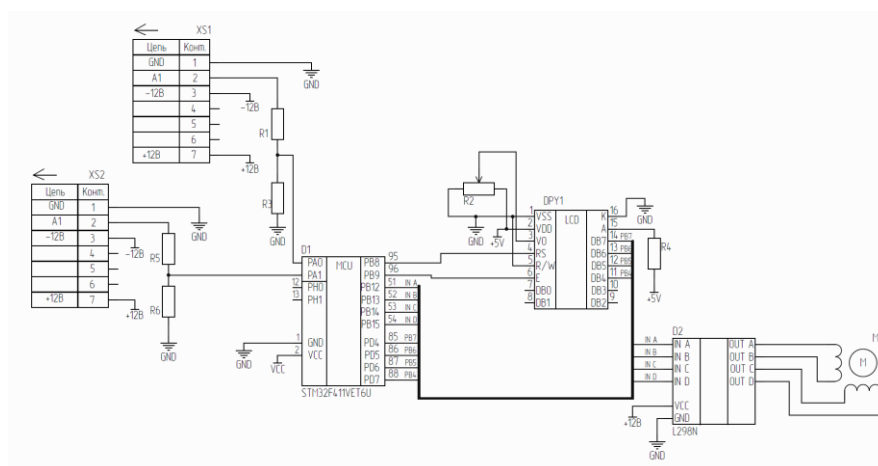 XS1
Цепь Конт.
GND 1
A1 2
-12В 3
4
5
6
+12В 7
GND
-12В
+12В
R1
R3
GND
XS2
Цепь Конт.
GND 1
A1 2
-12В 3
4
5
6
+12В 7
GND
-12В
+12В
R5
R6
GND
D1
MCU
PA0
PA1
12 PH0
13 PH1
1 GND
2 VCC
GND
VCC
PB8 95
PB9 96
PB12 51 IN A
PB13 52 IN B
PB14 53 IN C
PB15 54 IN D
PD4 85 PB7
PD5 86 PB6
PD6 87 PB5
PD7 88 PB4
STM32F411VET6U
R2
GND
+5V
DPY1
LCD
1 VSS
2 VDD
3 VO
4 RS
5 R/W
6 E
7 DB0
8 DB1
K 16
A 15
DB7 14 PB7
DB6 13 PB6
DB5 12 PB5
DB4 11 PB4
DB3 10
DB2 9
GND
R4
+5V
D2
IN A IN A OUT A
IN B IN B OUT B
IN C IN C OUT C
IN D IN D OUT D
VCC
GND
+12В
GND
L298N
M
M